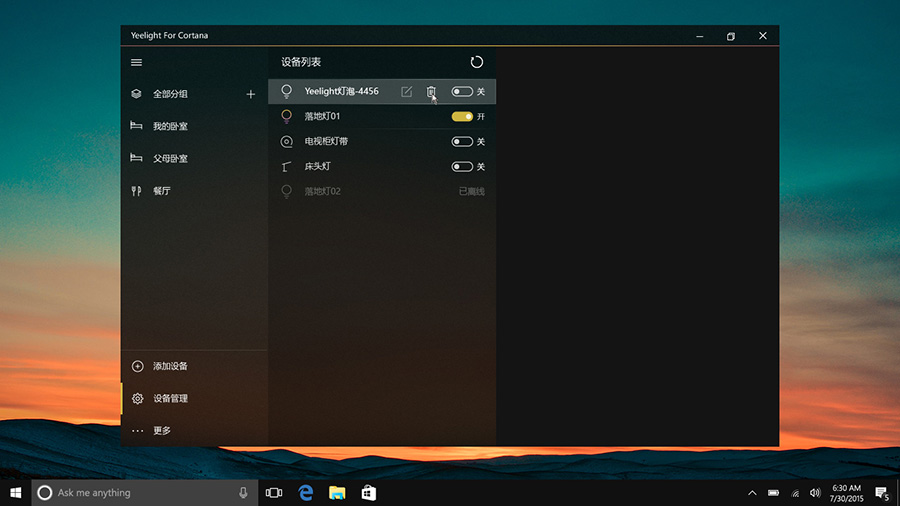 Yeelight For Cortana
设备列表
全部分组
我的卧室
父母卧室
餐厅
Yeelight灯泡-4456 关
落地灯01 开
电视柜灯带 关
床头灯 关
落地灯02 已离线
添加设备
设备管理
更多
Ask me anything
6:30 AM
7/30/2015
5